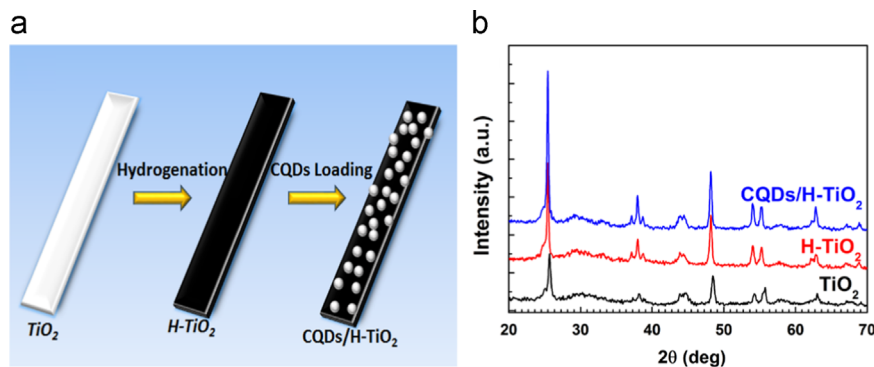 a
Hydrogenation
CQDs Loading
TiO₂
H-TiO₂
CQDs/H-TiO₂
b
Intensity (a.u.)
CQDs/H-TiO₂
H-TiO₂
TiO₂
20 30 40 50 60 70
2θ (deg)